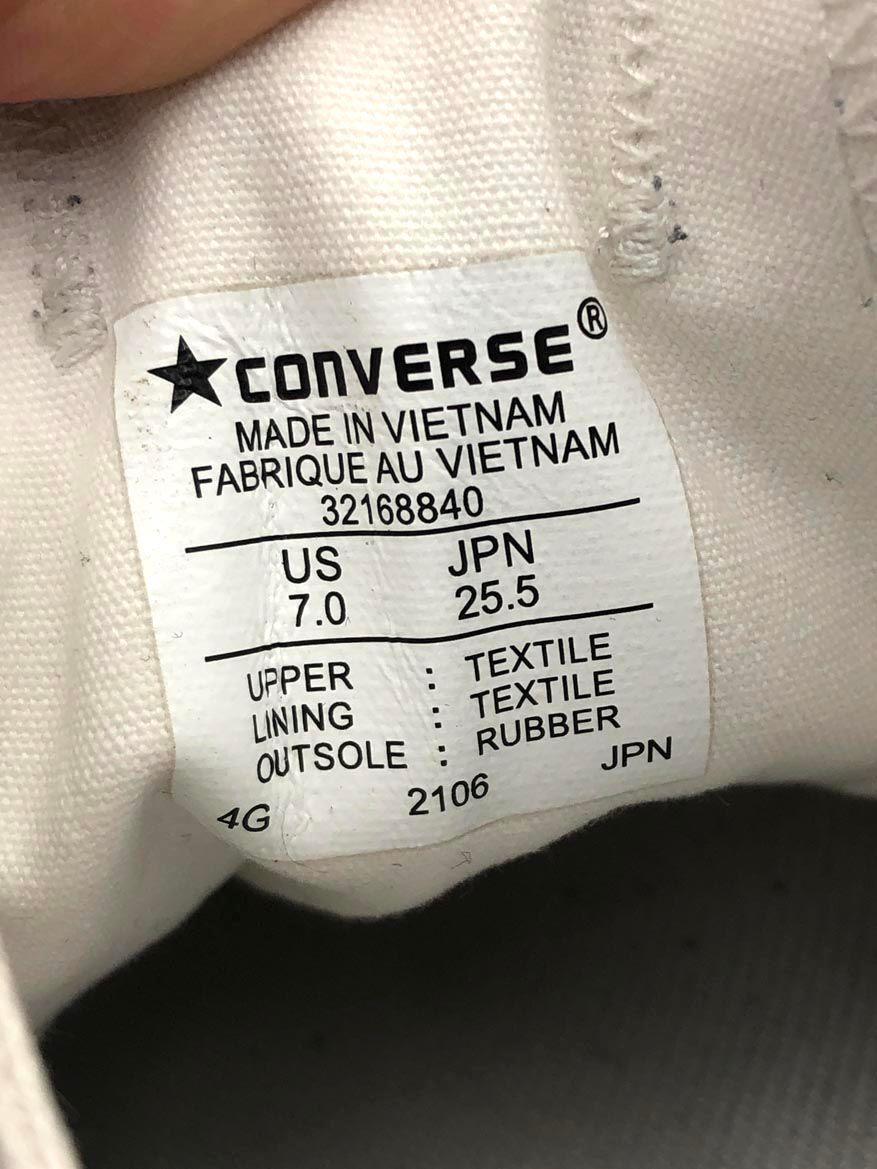 ★CONVERSE®
MADE IN VIETNAM
FABRIQUE AU VIETNAM
32168840
US JPN
7.0 25.5
UPPER : TEXTILE
LINING : TEXTILE
OUTSOLE : RUBBER
4G 2106 JPN